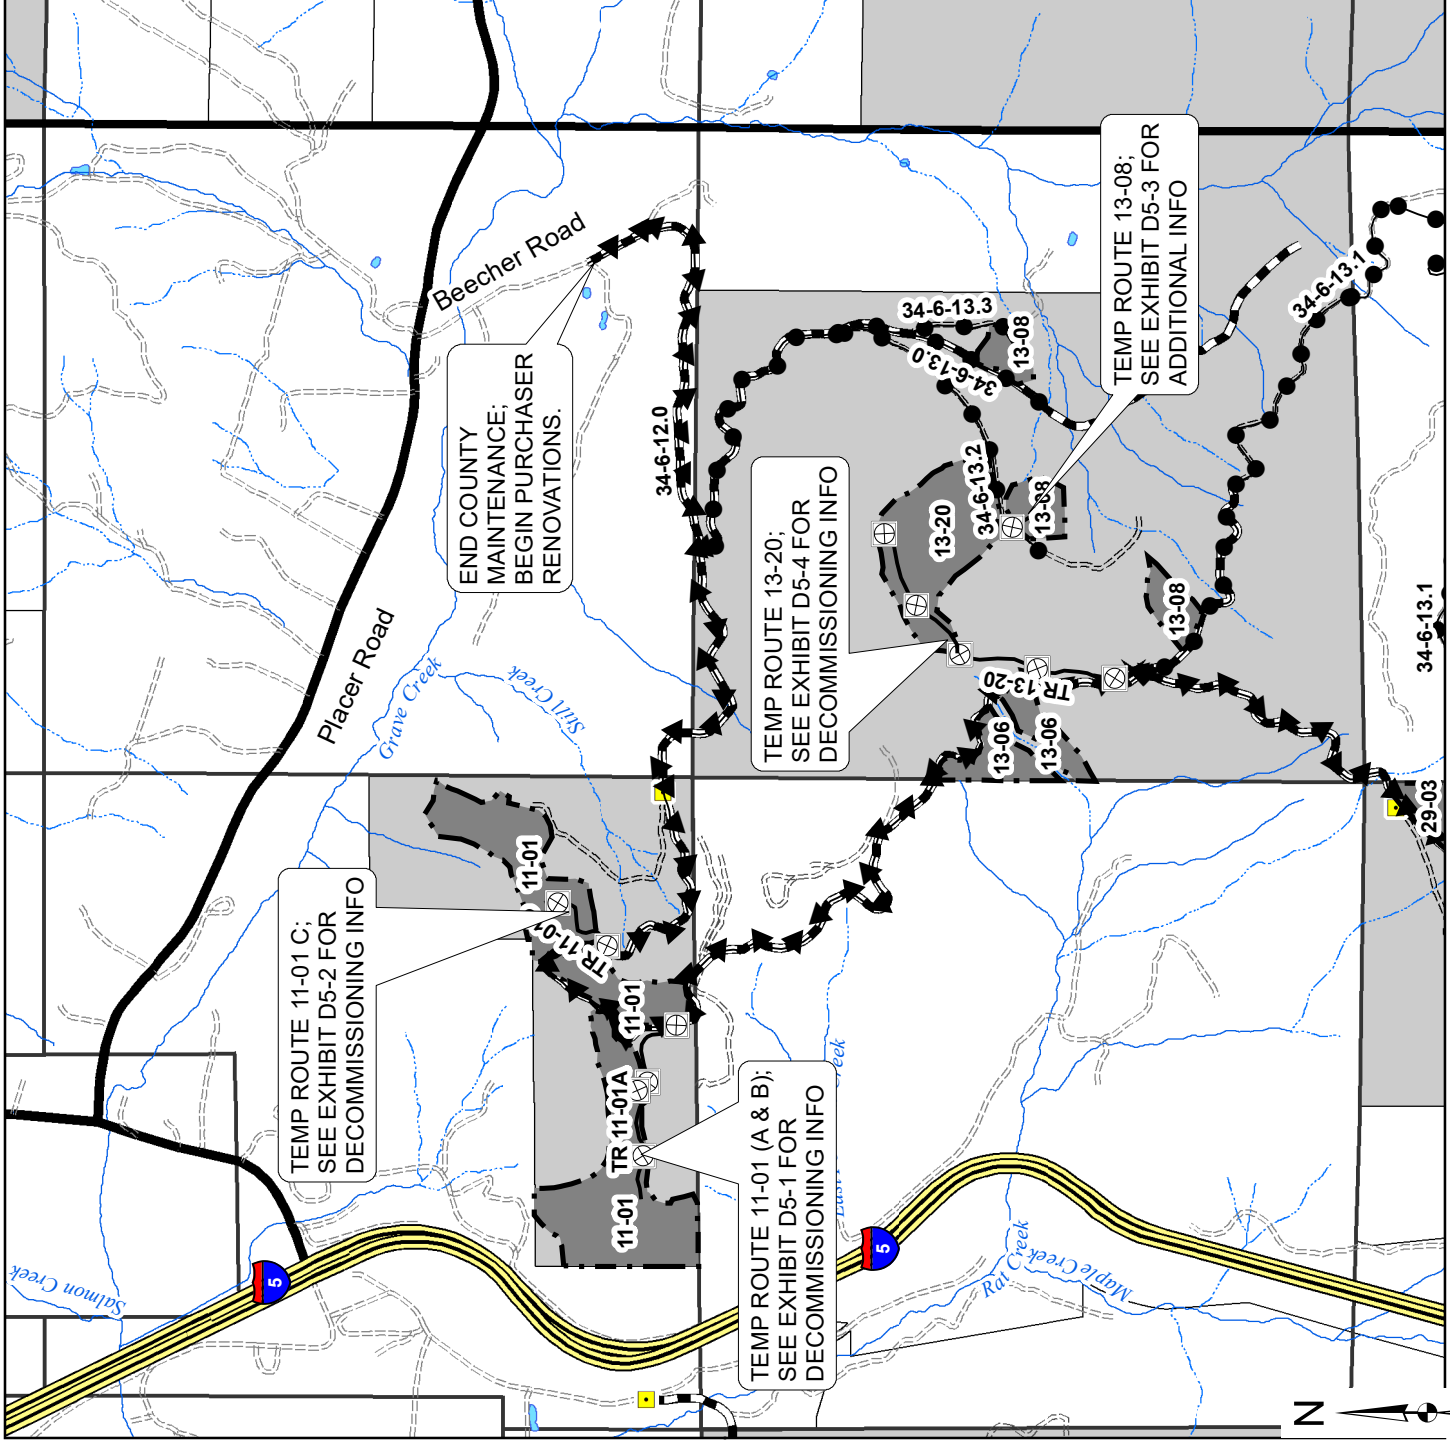 Placer Road
Beecher Road
END COUNTY
MAINTENANCE;
BEGIN PURCHASER
RENOVATIONS.
Grave Creek
Still Creek
Salmon Creek
5
TEMP ROUTE 11-01 C;
SEE EXHIBIT D5-2 FOR
DECOMMISSIONING INFO
34-6-12.0
34-6-13.3
34-6-13.0
13-08
TEMP ROUTE 13-08;
SEE EXHIBIT D5-3 FOR
ADDITIONAL INFO
34-6-13.1
TEMP ROUTE 13-20;
SEE EXHIBIT D5-4 FOR
DECOMMISSIONING INFO
13-20
34-6-13.2
13-08
13-08
TR 13-20
13-06
13-06
34-6-13.1
29-03
11-01
TR 11-01
11-01
TR 11-01A
11-01
TEMP ROUTE 11-01 (A & B);
SEE EXHIBIT D5-1 FOR
DECOMMISSIONING INFO
5
Rat Creek
Maple Creek
N